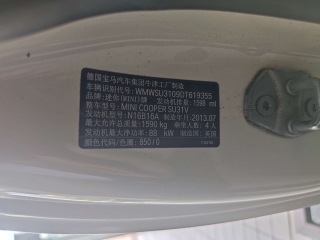 德国宝马汽车集团牛津工厂制造
车辆识别代号: WMWSU3109DT619355
品牌: 迷你(MINI)牌 发动机排量: 1598 ml
整车型号: MINI COOPER SU31V
发动机型号: N16B16A 制造年月: 2013.07
最大允许总质量: 1590 kg 乘坐人数: 4 人
发动机最大净功率: 88 kW 制造国: 英国
颜色代码/色漆: 850/0